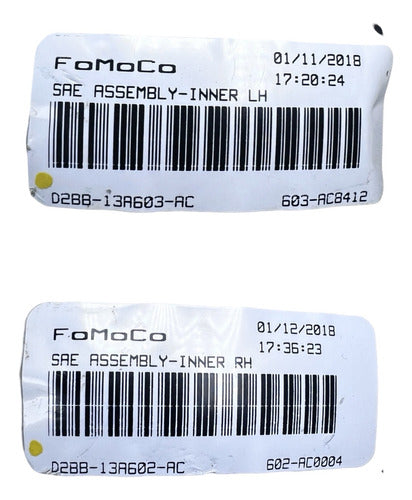 FoMoCo 01/11/2018
17:20:24
SAE ASSEMBLY-INNER LH
D2BB-13A603-AC 603-AC8412
FoMoCo 01/12/2018
17:36:23
SAE ASSEMBLY-INNER RH
D2BB-13A602-AC 602-AC0004